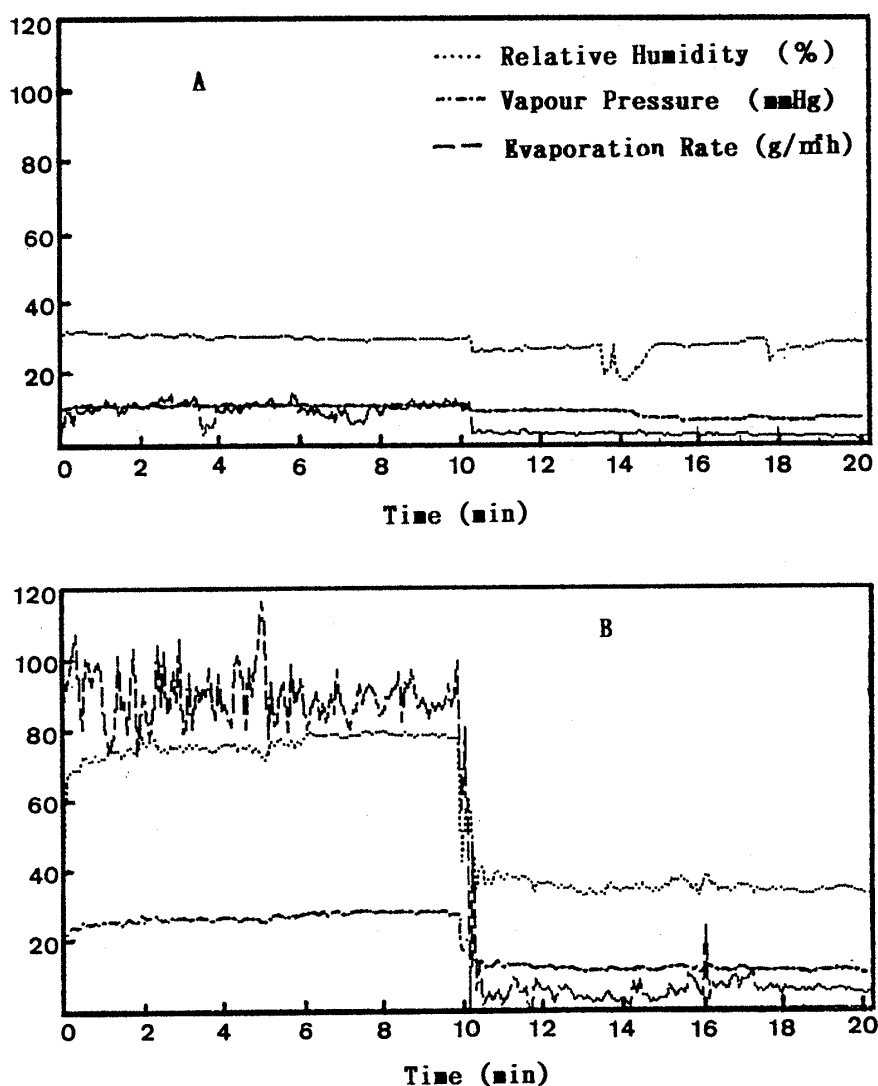 120
100
80
60
40
20
A
Relative Humidity (%)
Vapour Pressure (mmHg)
Evaporation Rate (g/m²h)
0 2 4 6 8 10 12 14 16 18 20
Time (min)
120
100
80
60
40
20
B
0 2 4 6 8 10 12 14 16 18 20
Time (min)